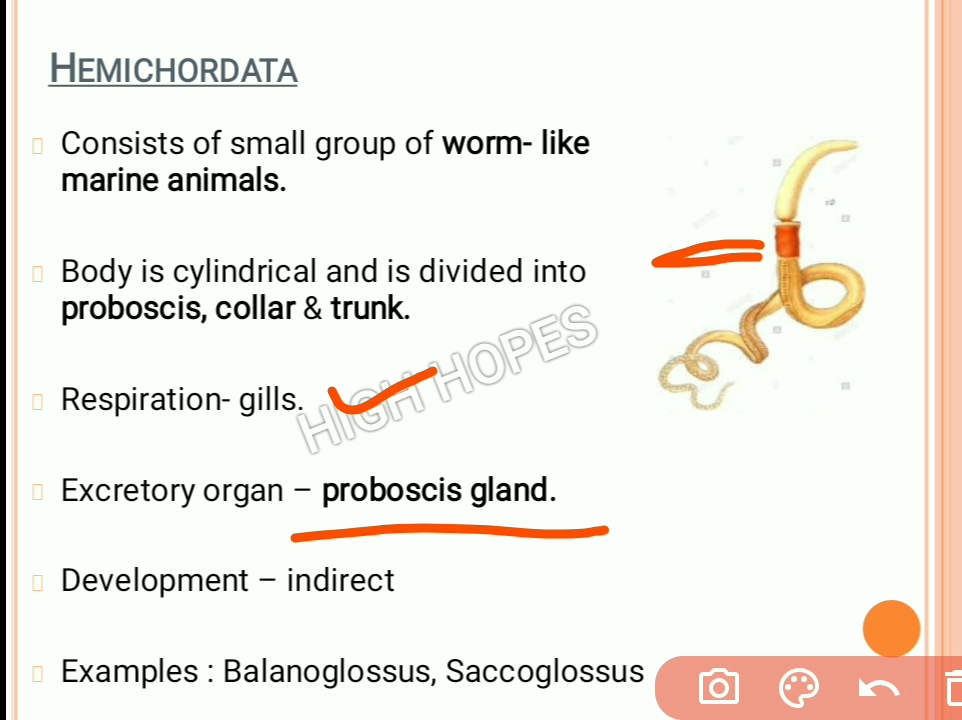 HEMICHORDATA
Consists of small group of worm- like
marine animals.
Body is cylindrical and is divided into
proboscis, collar & trunk.
HIGH HOPES
Respiration- gills.
Excretory organ – proboscis gland.
Development – indirect
Examples : Balanoglossus, Saccoglossus